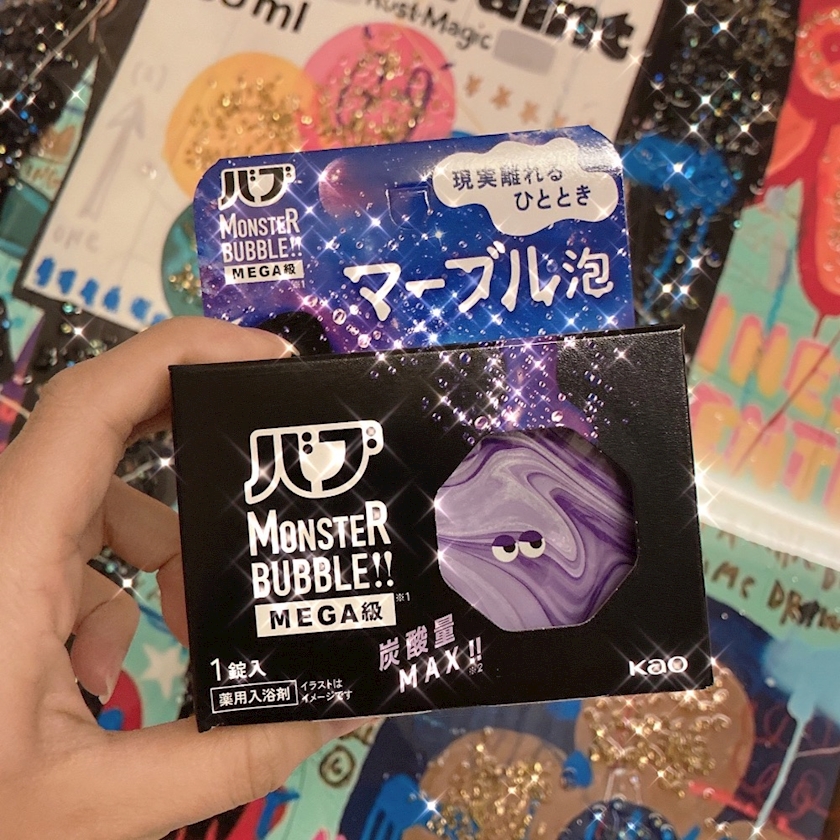 Rust-Magic
バブ
MONSTER
BUBBLE!!
MEGA級
※1
現実離れる
ひととき
マーブル泡
バブ
MONSTER
BUBBLE!!
MEGA級
※1
炭酸量
MAX!!
※2
1錠入
薬用入浴剤
イラストは
イメージです
Kao